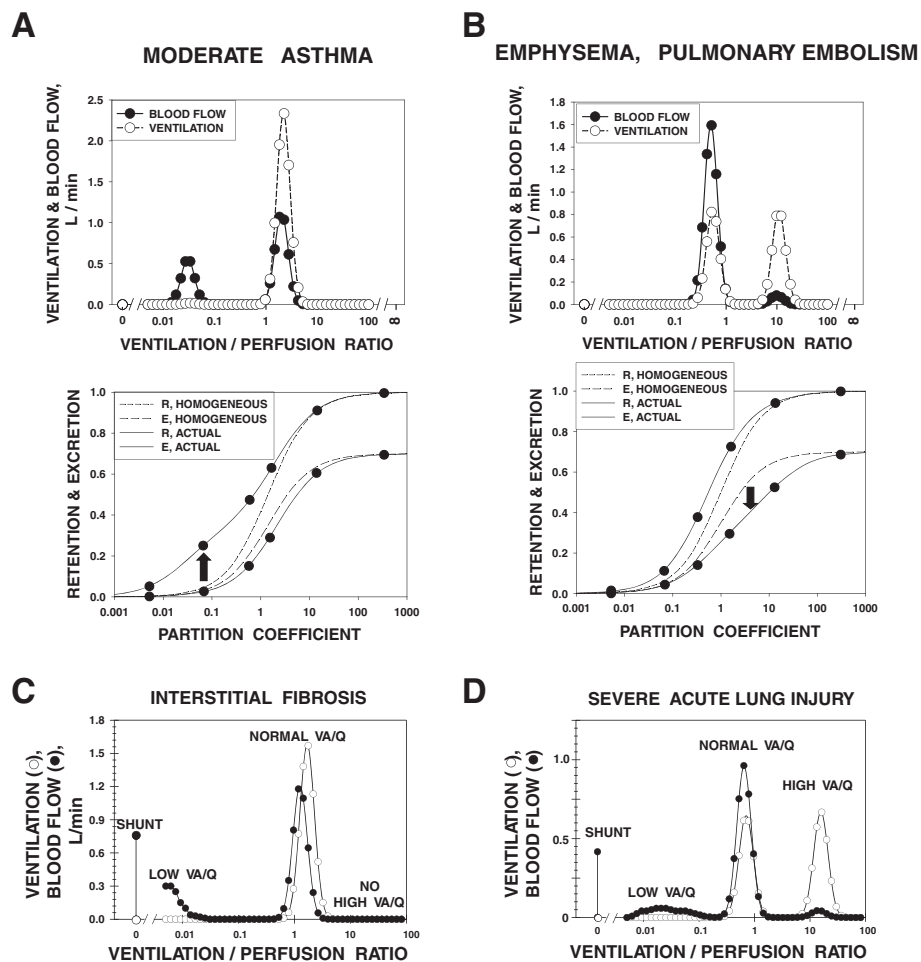 A
MODERATE ASTHMA
VENTILATION & BLOOD FLOW,
L / min
2.5
2.0
1.5
1.0
0.5
0.0
BLOOD FLOW
VENTILATION
0 0.01 0.1 1 10 100 ∞
VENTILATION / PERFUSION RATIO
RETENTION & EXCRETION
1.0
0.8
0.6
0.4
0.2
0.0
R, HOMOGENEOUS
E, HOMOGENEOUS
R, ACTUAL
E, ACTUAL
0.001 0.01 0.1 1 10 100 1000
PARTITION COEFFICIENT
B
EMPHYSEMA, PULMONARY EMBOLISM
VENTILATION & BLOOD FLOW,
L / min
1.8
1.6
1.4
1.2
1.0
0.8
0.6
0.4
0.2
0.0
BLOOD FLOW
VENTILATION
0 0.01 0.1 1 10 100 ∞
VENTILATION / PERFUSION RATIO
RETENTION & EXCRETION
1.0
0.8
0.6
0.4
0.2
0.0
R, HOMOGENEOUS
E, HOMOGENEOUS
R, ACTUAL
E, ACTUAL
0.001 0.01 0.1 1 10 100 1000
PARTITION COEFFICIENT
C
INTERSTITIAL FIBROSIS
VENTILATION (○),
BLOOD FLOW (●),
L/min
1.8
1.5
1.2
0.9
0.6
0.3
0.0
NORMAL VA/Q
SHUNT
LOW VA/Q
NO
HIGH VA/Q
0 0.01 0.1 1 10 100
VENTILATION / PERFUSION RATIO
D
SEVERE ACUTE LUNG INJURY
VENTILATION (○),
BLOOD FLOW (●)
1.0
0.5
0
NORMAL VA/Q
HIGH VA/Q
SHUNT
LOW VA/Q
0 0.01 0.1 1 10 100
VENTILATION / PERFUSION RATIO